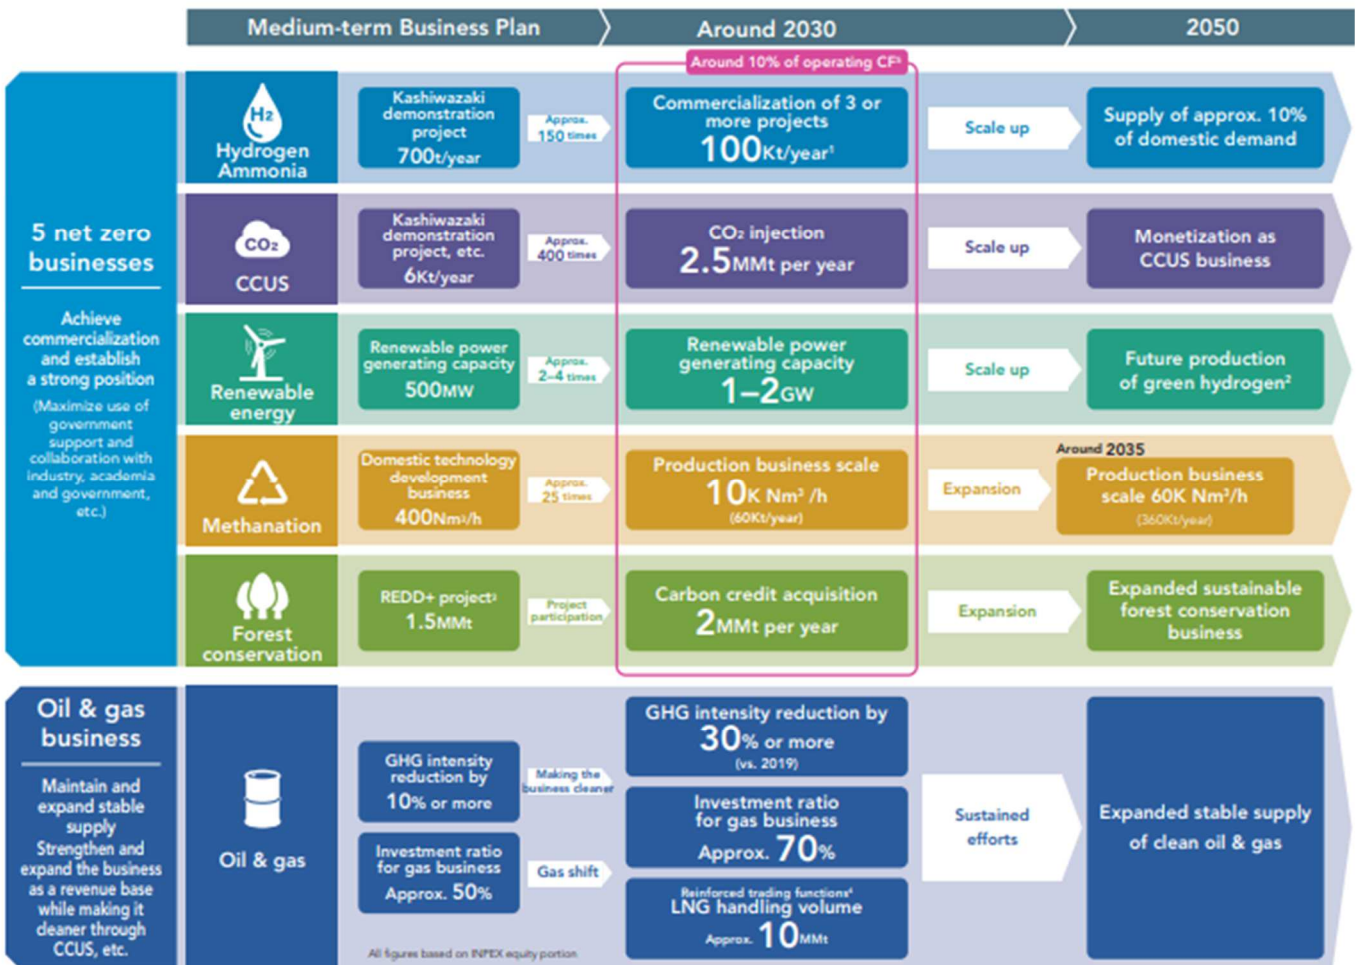 Medium-term Business Plan
Around 2030
2050
Around 10% of operating CF⁵
5 net zero
businesses
Achieve
commercialization
and establish
a strong position
(Maximize use of
government
support and
collaboration with
industry, academia
and government,
etc.)
H₂
Hydrogen
Ammonia
Kashiwazaki
demonstration
project
700t/year
Approx.
150 times
Commercialization of 3 or
more projects
100Kt/year¹
Scale up
Supply of approx. 10%
of domestic demand
CO₂
CCUS
Kashiwazaki
demonstration
project, etc.
6Kt/year
Approx.
400 times
CO₂ injection
2.5MMt per year
Scale up
Monetization as
CCUS business
Renewable
energy
Renewable power
generating capacity
500MW
Approx.
2–4 times
Renewable power
generating capacity
1–2GW
Scale up
Future production
of green hydrogen²
Methanation
Domestic technology
development
business
400Nm³/h
Approx.
25 times
Production business scale
10K Nm³ /h
(60Kt/year)
Expansion
Around 2035
Production business
scale 60K Nm³/h
(360Kt/year)
Forest
conservation
REDD+ project³
1.5MMt
Project
participation
Carbon credit acquisition
2MMt per year
Expansion
Expanded sustainable
forest conservation
business
Oil & gas
business
Maintain and
expand stable
supply
Strengthen and
expand the business
as a revenue base
while making it
cleaner through
CCUS, etc.
Oil & gas
GHG intensity
reduction by
10% or more
Making the
business cleaner
GHG intensity reduction by
30% or more
(vs. 2019)
Investment ratio
for gas business
Approx. 50%
Gas shift
Investment ratio
for gas business
Approx. 70%
Reinforced trading functions⁴
LNG handling volume
Approx. 10MMt
Sustained
efforts
Expanded stable supply
of clean oil & gas
All figures based on INPEX equity portion